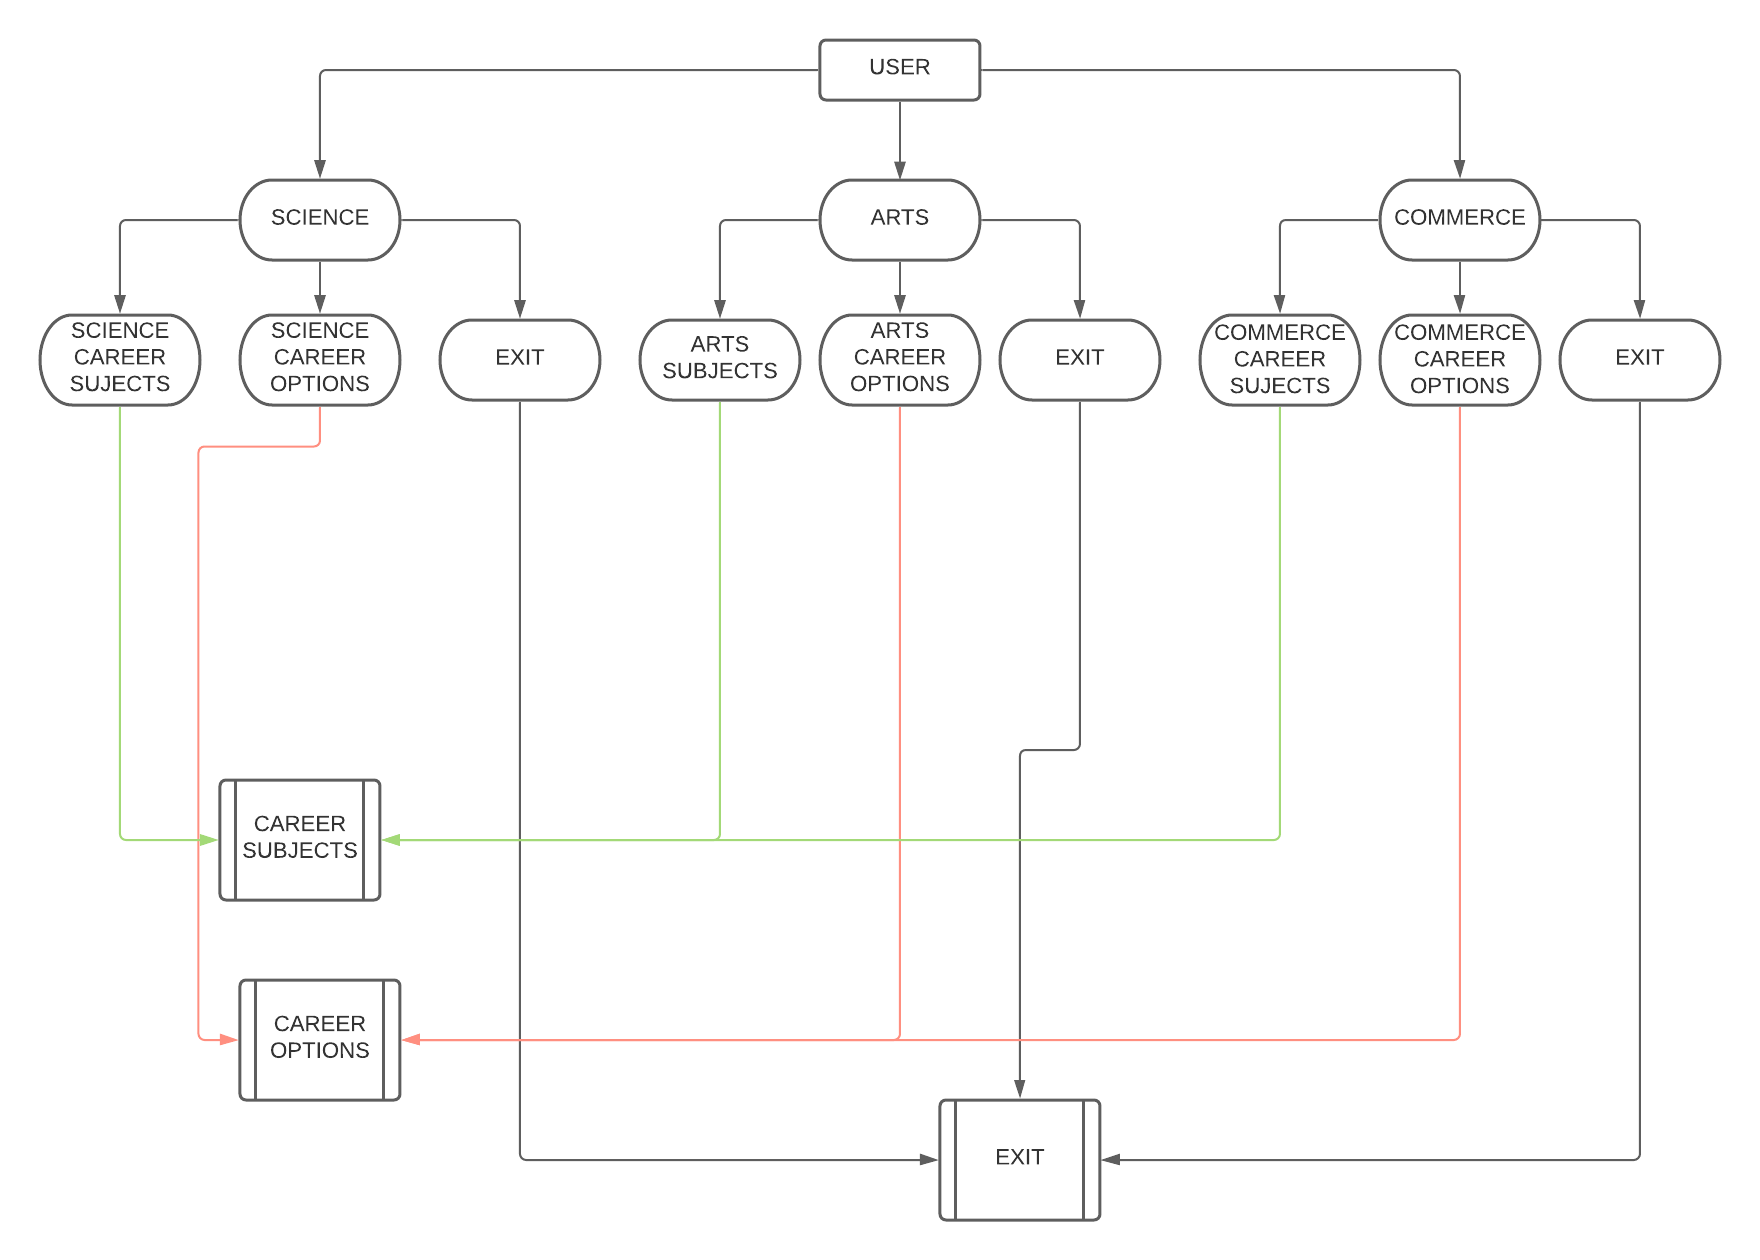 USER
SCIENCE
ARTS
COMMERCE
SCIENCE
CAREER
SUJECTS
SCIENCE
CAREER
OPTIONS
EXIT
ARTS
SUBJECTS
ARTS
CAREER
OPTIONS
EXIT
COMMERCE
CAREER
SUJECTS
COMMERCE
CAREER
OPTIONS
EXIT
CAREER
SUBJECTS
CAREER
OPTIONS
EXIT